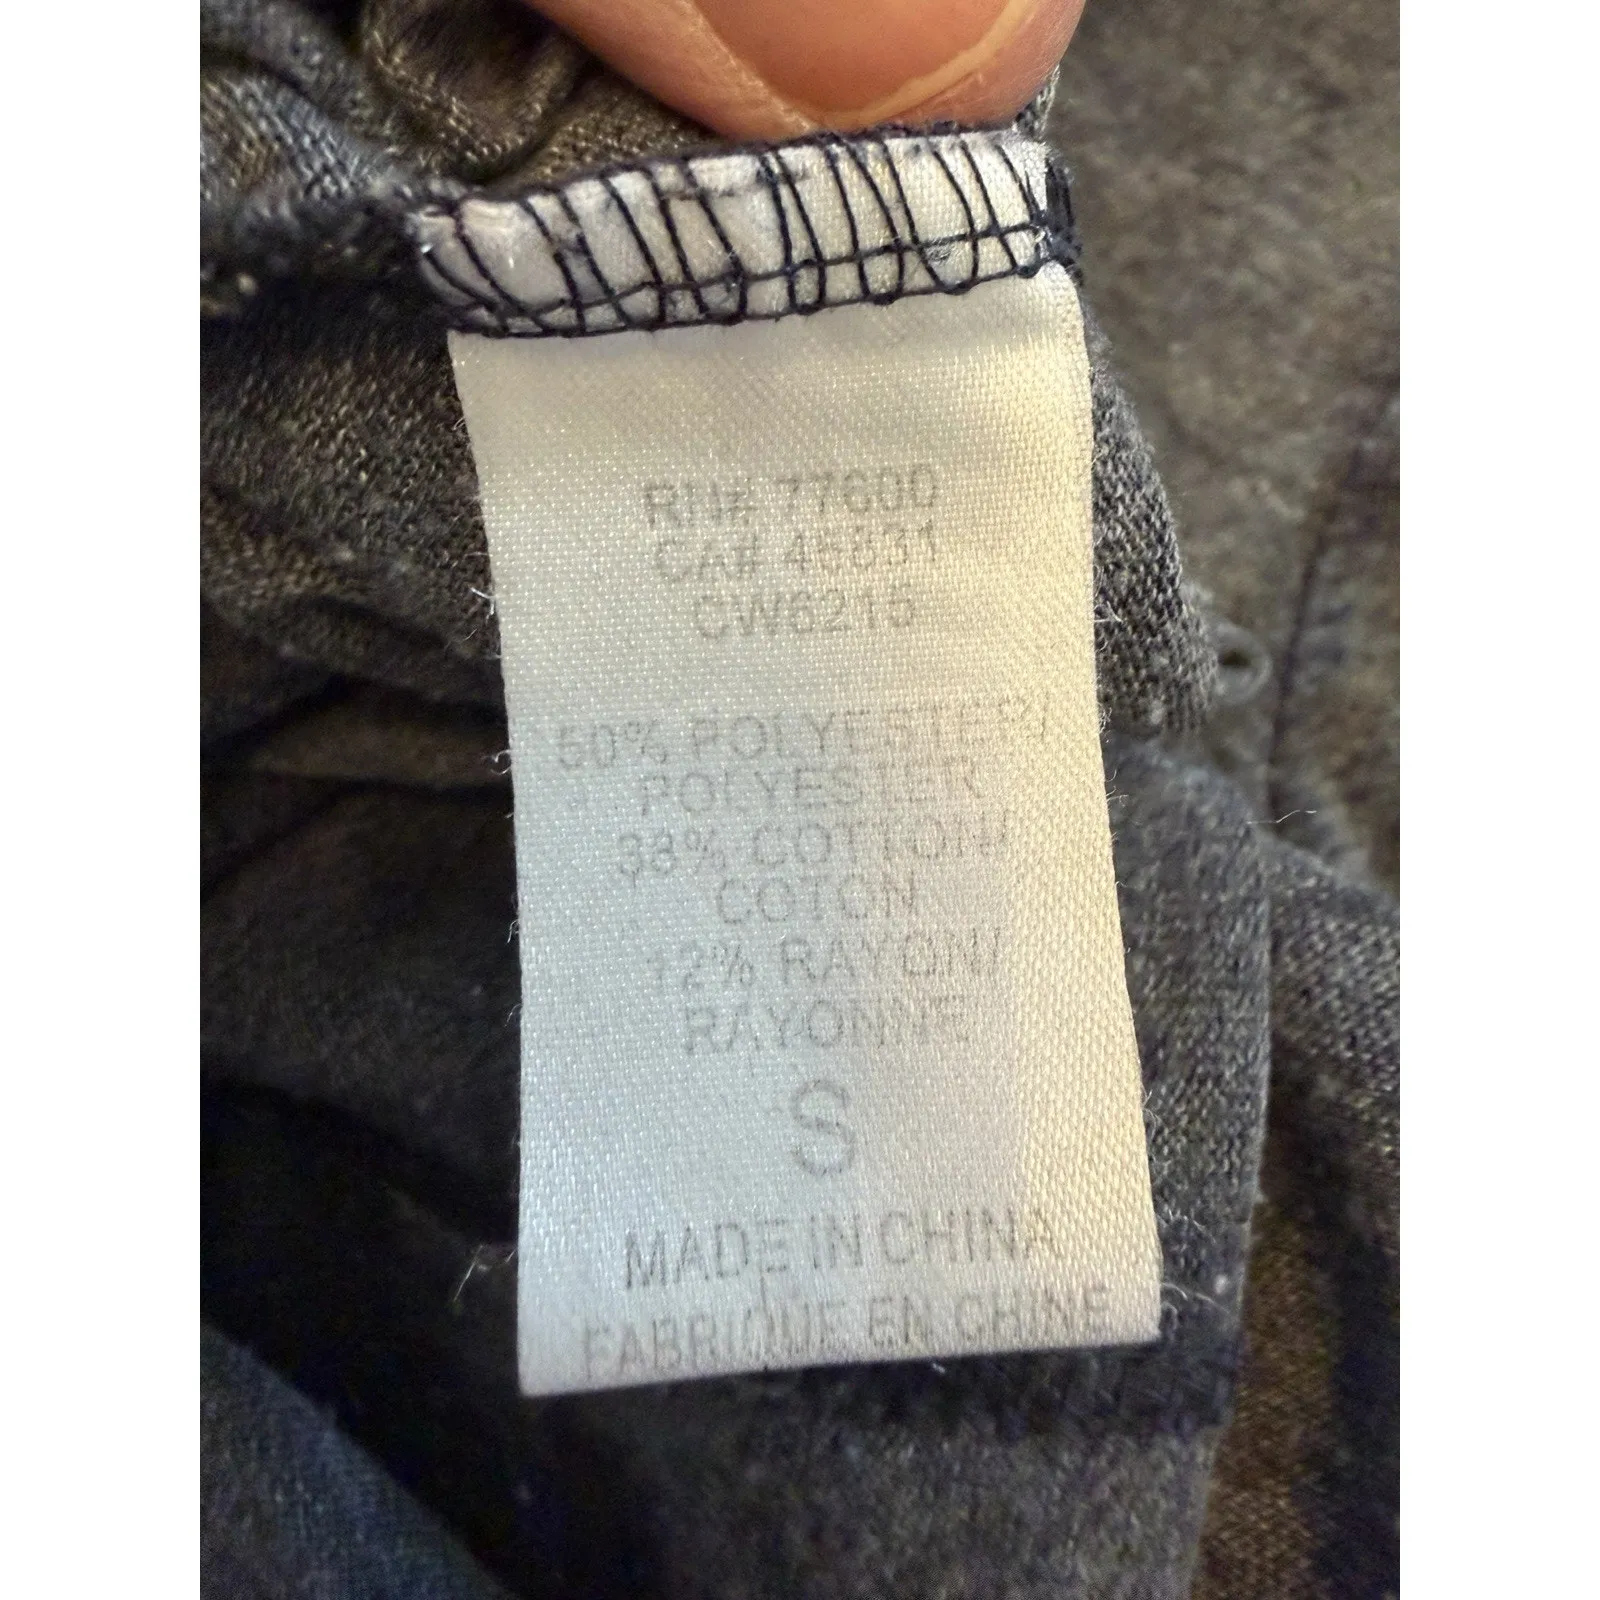 RN# 77600
CA# 46631
CW6215
50% POLYESTER/
POLYESTER
38% COTTON/
COTON
12% RAYON/
RAYONNE
S
MADE IN CHINA
FABRIQUE EN CHINE